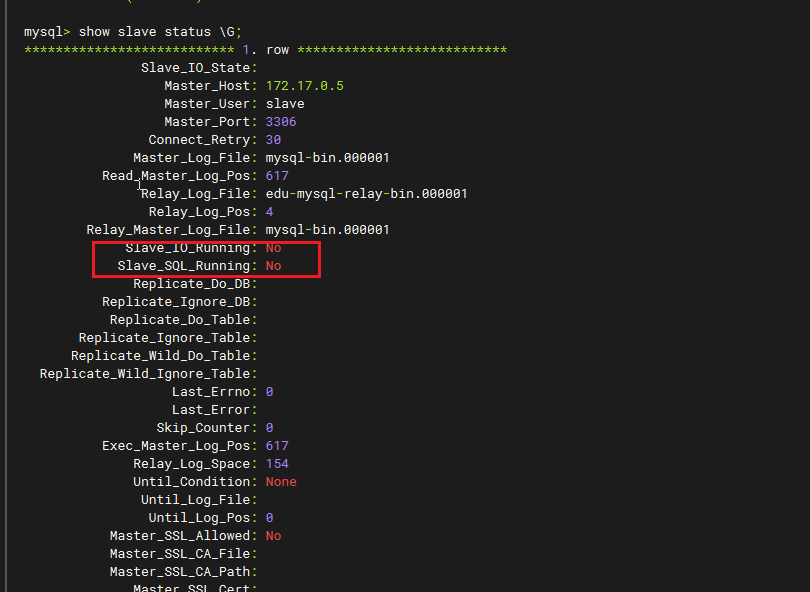 mysql> show slave status \G;
*************************** 1. row ***************************
Slave_IO_State:
Master_Host: 172.17.0.5
Master_User: slave
Master_Port: 3306
Connect_Retry: 30
Master_Log_File: mysql-bin.000001
Read_Master_Log_Pos: 617
Relay_Log_File: edu-mysql-relay-bin.000001
Relay_Log_Pos: 4
Relay_Master_Log_File: mysql-bin.000001
Slave_IO_Running: No
Slave_SQL_Running: No
Replicate_Do_DB:
Replicate_Ignore_DB:
Replicate_Do_Table:
Replicate_Ignore_Table:
Replicate_Wild_Do_Table:
Replicate_Wild_Ignore_Table:
Last_Errno: 0
Last_Error:
Skip_Counter: 0
Exec_Master_Log_Pos: 617
Relay_Log_Space: 154
Until_Condition: None
Until_Log_File:
Until_Log_Pos: 0
Master_SSL_Allowed: No
Master_SSL_CA_File:
Master_SSL_CA_Path:
Master_SSL_Cert: